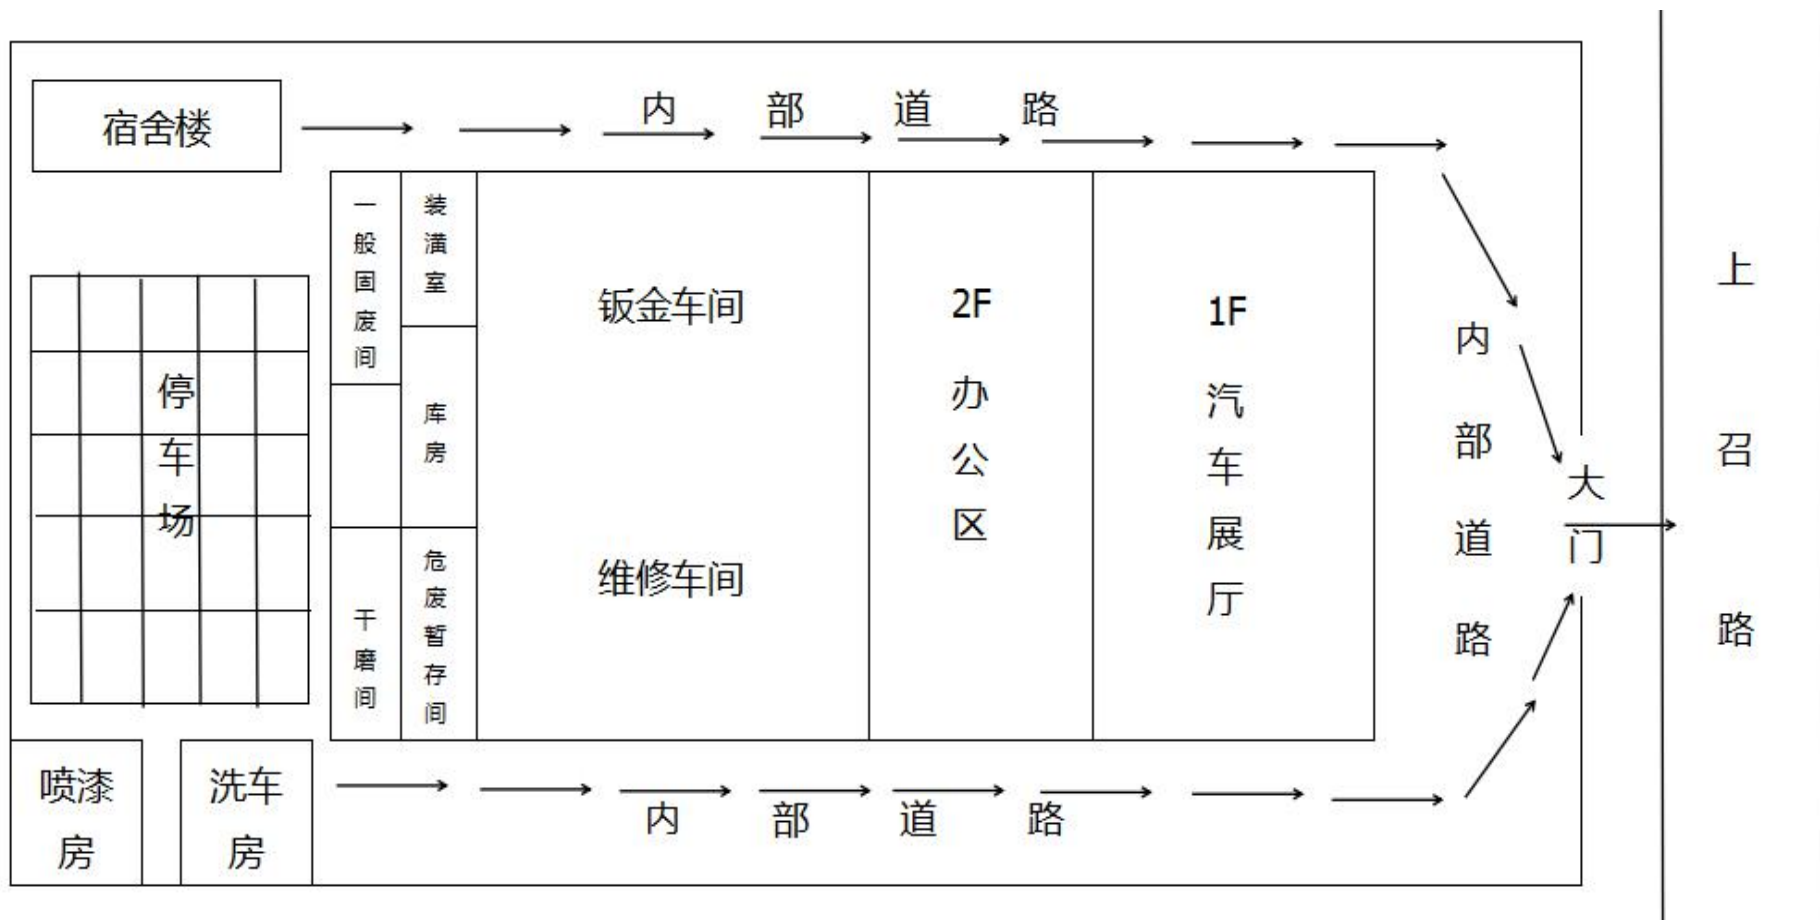 宿舍楼
内部道路
一般固废间
装潢室
钣金车间
2F
办公区
1F
汽车展厅
停车场
库房
维修车间
干磨间
危废暂存间
内部道路
大门
上召路
喷漆房
洗车房
内部道路